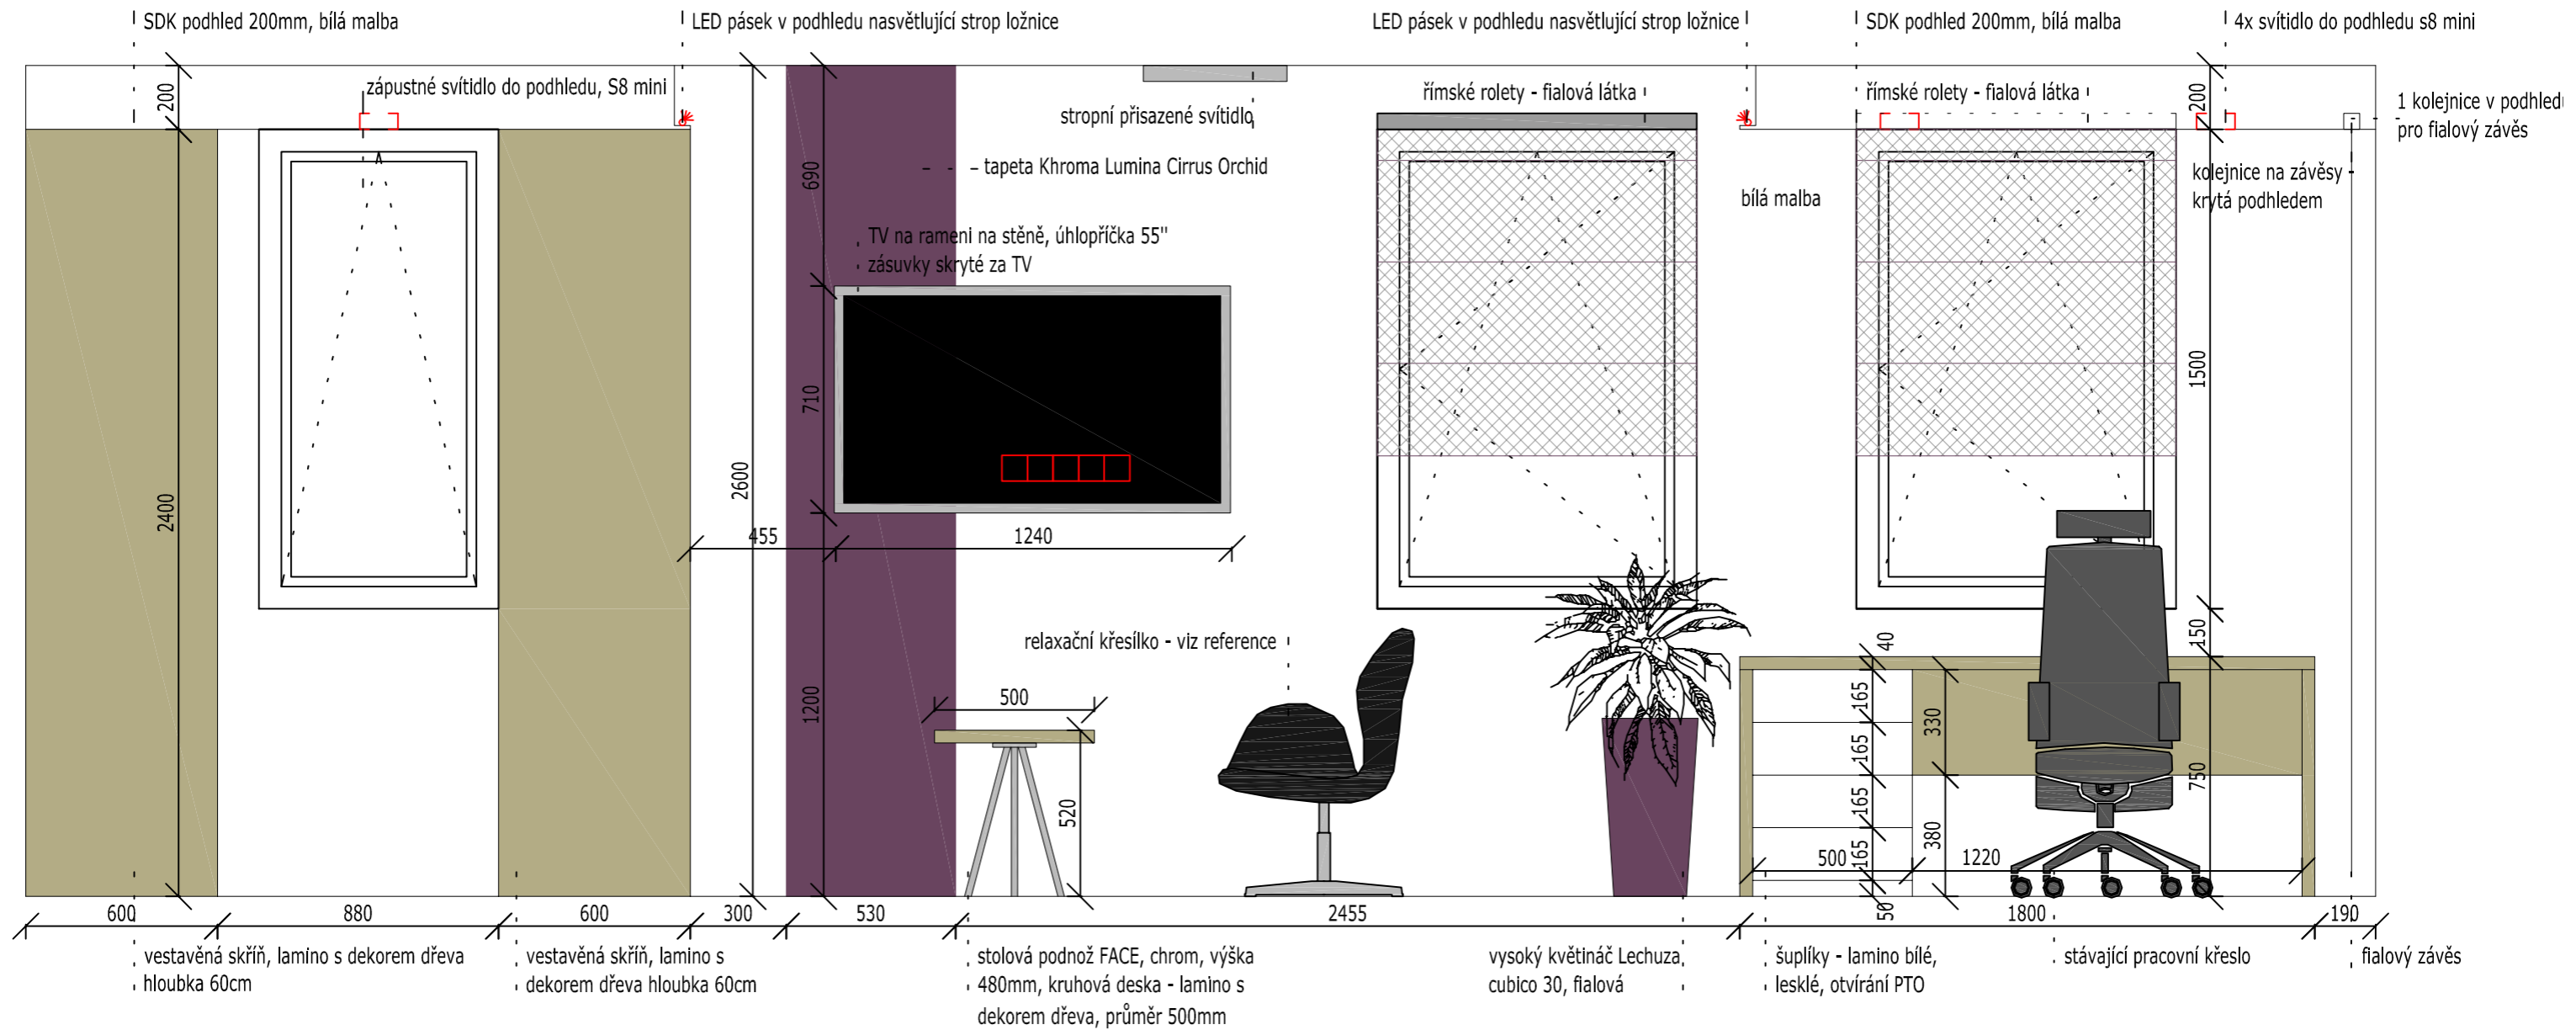 SDK podhled 200mm, bílá malba
LED pásek v podhledu nasvětlující strop ložnice
LED pásek v podhledu nasvětlující strop ložnice
SDK podhled 200mm, bílá malba
4x svítidlo do podhledu s8 mini
zápustné svítidlo do podhledu, S8 mini
stropní přisazené svítidlo
římské rolety - fialová látka
římské rolety - fialová látka
1 kolejnice v podhledu
pro fialový závěs
tapeta Khroma Lumina Cirrus Orchid
bílá malba
kolejnice na závěsy
krytá podhledem
TV na rameni na stěně, úhlopříčka 55"
zásuvky skryté za TV
relaxační křesílko - viz reference
200
2400
2600
690
710
1200
455
1240
500
520
200
1500
150
750
40
165
165
165
165
50
330
380
500
1220
600
880
600
300
530
2455
1800
190
vestavěná skříň, lamino s dekorem dřeva
hloubka 60cm
vestavěná skříň, lamino s
dekorem dřeva hloubka 60cm
stolová podnož FACE, chrom, výška
480mm, kruhová deska - lamino s
dekorem dřeva, průměr 500mm
vysoký květináč Lechuza
cubico 30, fialová
šuplíky - lamino bílé,
lesklé, otvírání PTO
stávající pracovní křeslo
fialový závěs